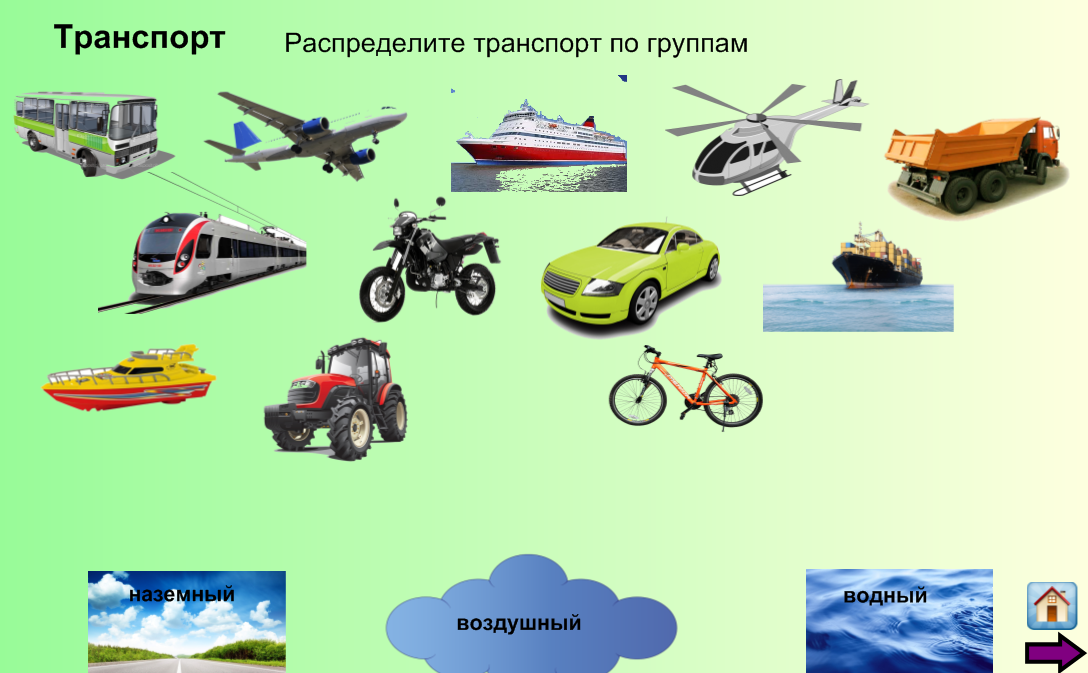 Транспорт
Распределите транспорт по группам
наземный
воздушный
водный